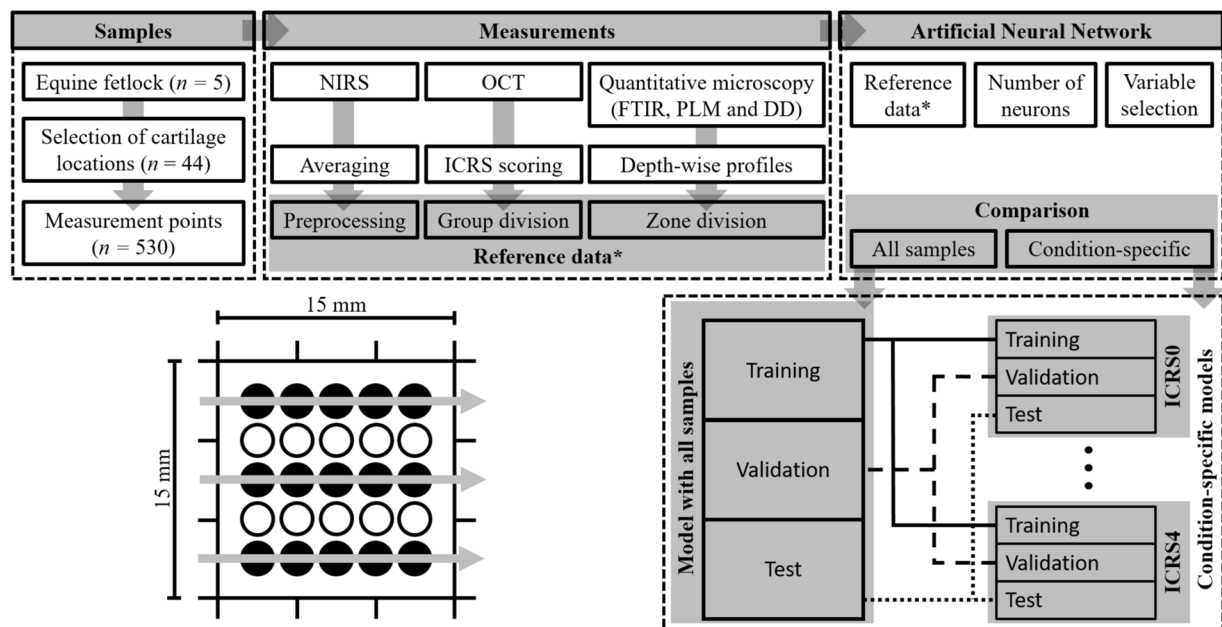 Samples
Measurements
Artificial Neural Network
Equine fetlock (n = 5)
Selection of cartilage
locations (n = 44)
Measurement points
(n = 530)
NIRS
OCT
Quantitative microscopy
(FTIR, PLM and DD)
Averaging
ICRS scoring
Depth-wise profiles
Preprocessing
Group division
Zone division
Reference data*
Reference
data*
Number of
neurons
Variable
selection
Comparison
All samples
Condition-specific
15 mm
15 mm
Model with all samples
Training
Validation
Test
Training
Validation
Test
ICRS0
Training
Validation
Test
ICRS4
Condition-specific models